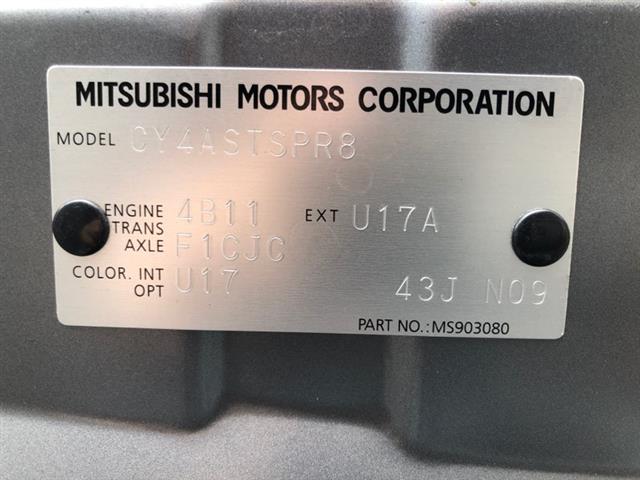 MITSUBISHI MOTORS CORPORATION
MODEL CY4ASTSPR8
ENGINE 4B11 EXT U17A
TRANS
AXLE F1CJC
COLOR. INT U17
OPT 43J N09
PART NO.:MS903080